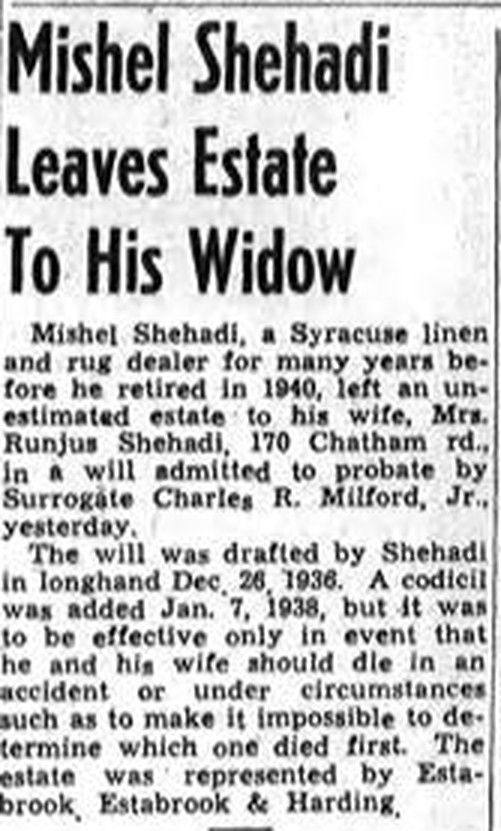 Mishel Shehadi
Leaves Estate
To His Widow
Mishel Shehadi, a Syracuse linen
and rug dealer for many years be-
fore he retired in 1940, left an un-
estimated estate to his wife, Mrs.
Runjus Shehadi, 170 Chatham rd.,
in a will admitted to probate by
Surrogate Charles R. Milford, Jr.,
yesterday.
The will was drafted by Shehadi
in longhand Dec. 26, 1936. A codicil
was added Jan. 7, 1938, but it was
to be effective only in event that
he and his wife should die in an
accident or under circumstances
such as to make it impossible to de-
termine which one died first. The
estate was represented by Esta-
brook, Estabrook & Harding.